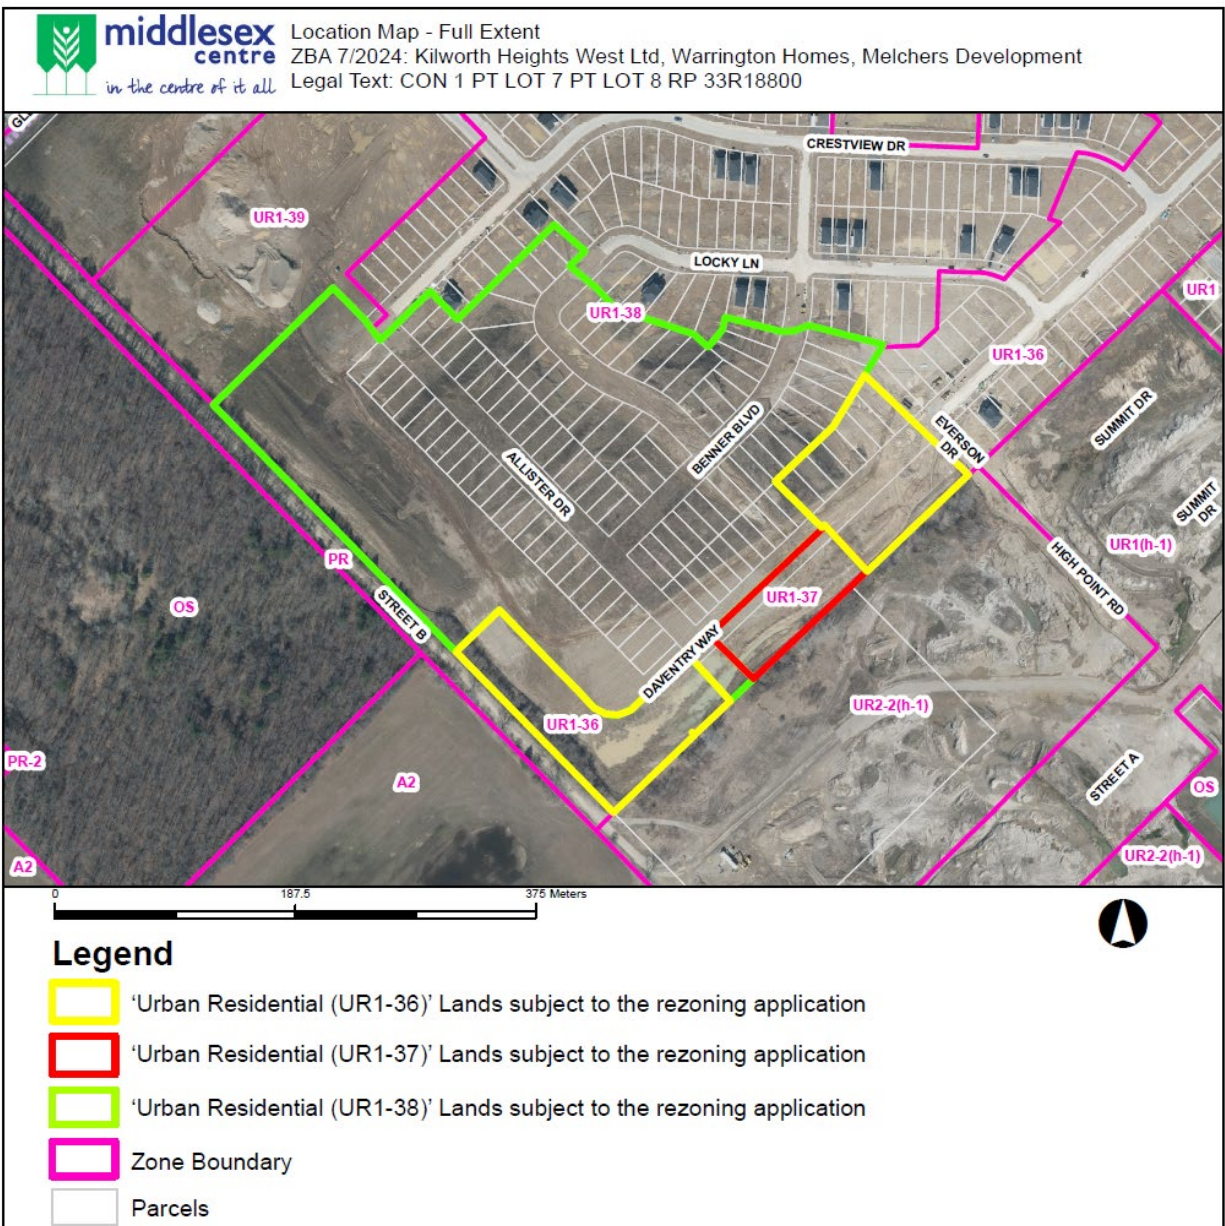 middlesex
centre
in the centre of it all
Location Map - Full Extent
ZBA 7/2024: Kilworth Heights West Ltd, Warrington Homes, Melchers Development
Legal Text: CON 1 PT LOT 7 PT LOT 8 RP 33R18800
CRESTVIEW DR
UR1-39
LOCKY LN
UR1
UR1-38
UR1-36
SUMMIT DR
BENNER BLVD
EVERSON
DR
ALLISTER DR
SUMMIT
DR
UR1(h-1)
HIGH POINT RD
PR
UR1-37
OS
STREET B
DAVENTRY WAY
UR1-36
UR2-2(h-1)
PR-2
A2
STREET A
OS
A2
UR2-2(h-1)
0
187.5
375 Meters
Legend
'Urban Residential (UR1-36)' Lands subject to the rezoning application
'Urban Residential (UR1-37)' Lands subject to the rezoning application
'Urban Residential (UR1-38)' Lands subject to the rezoning application
Zone Boundary
Parcels